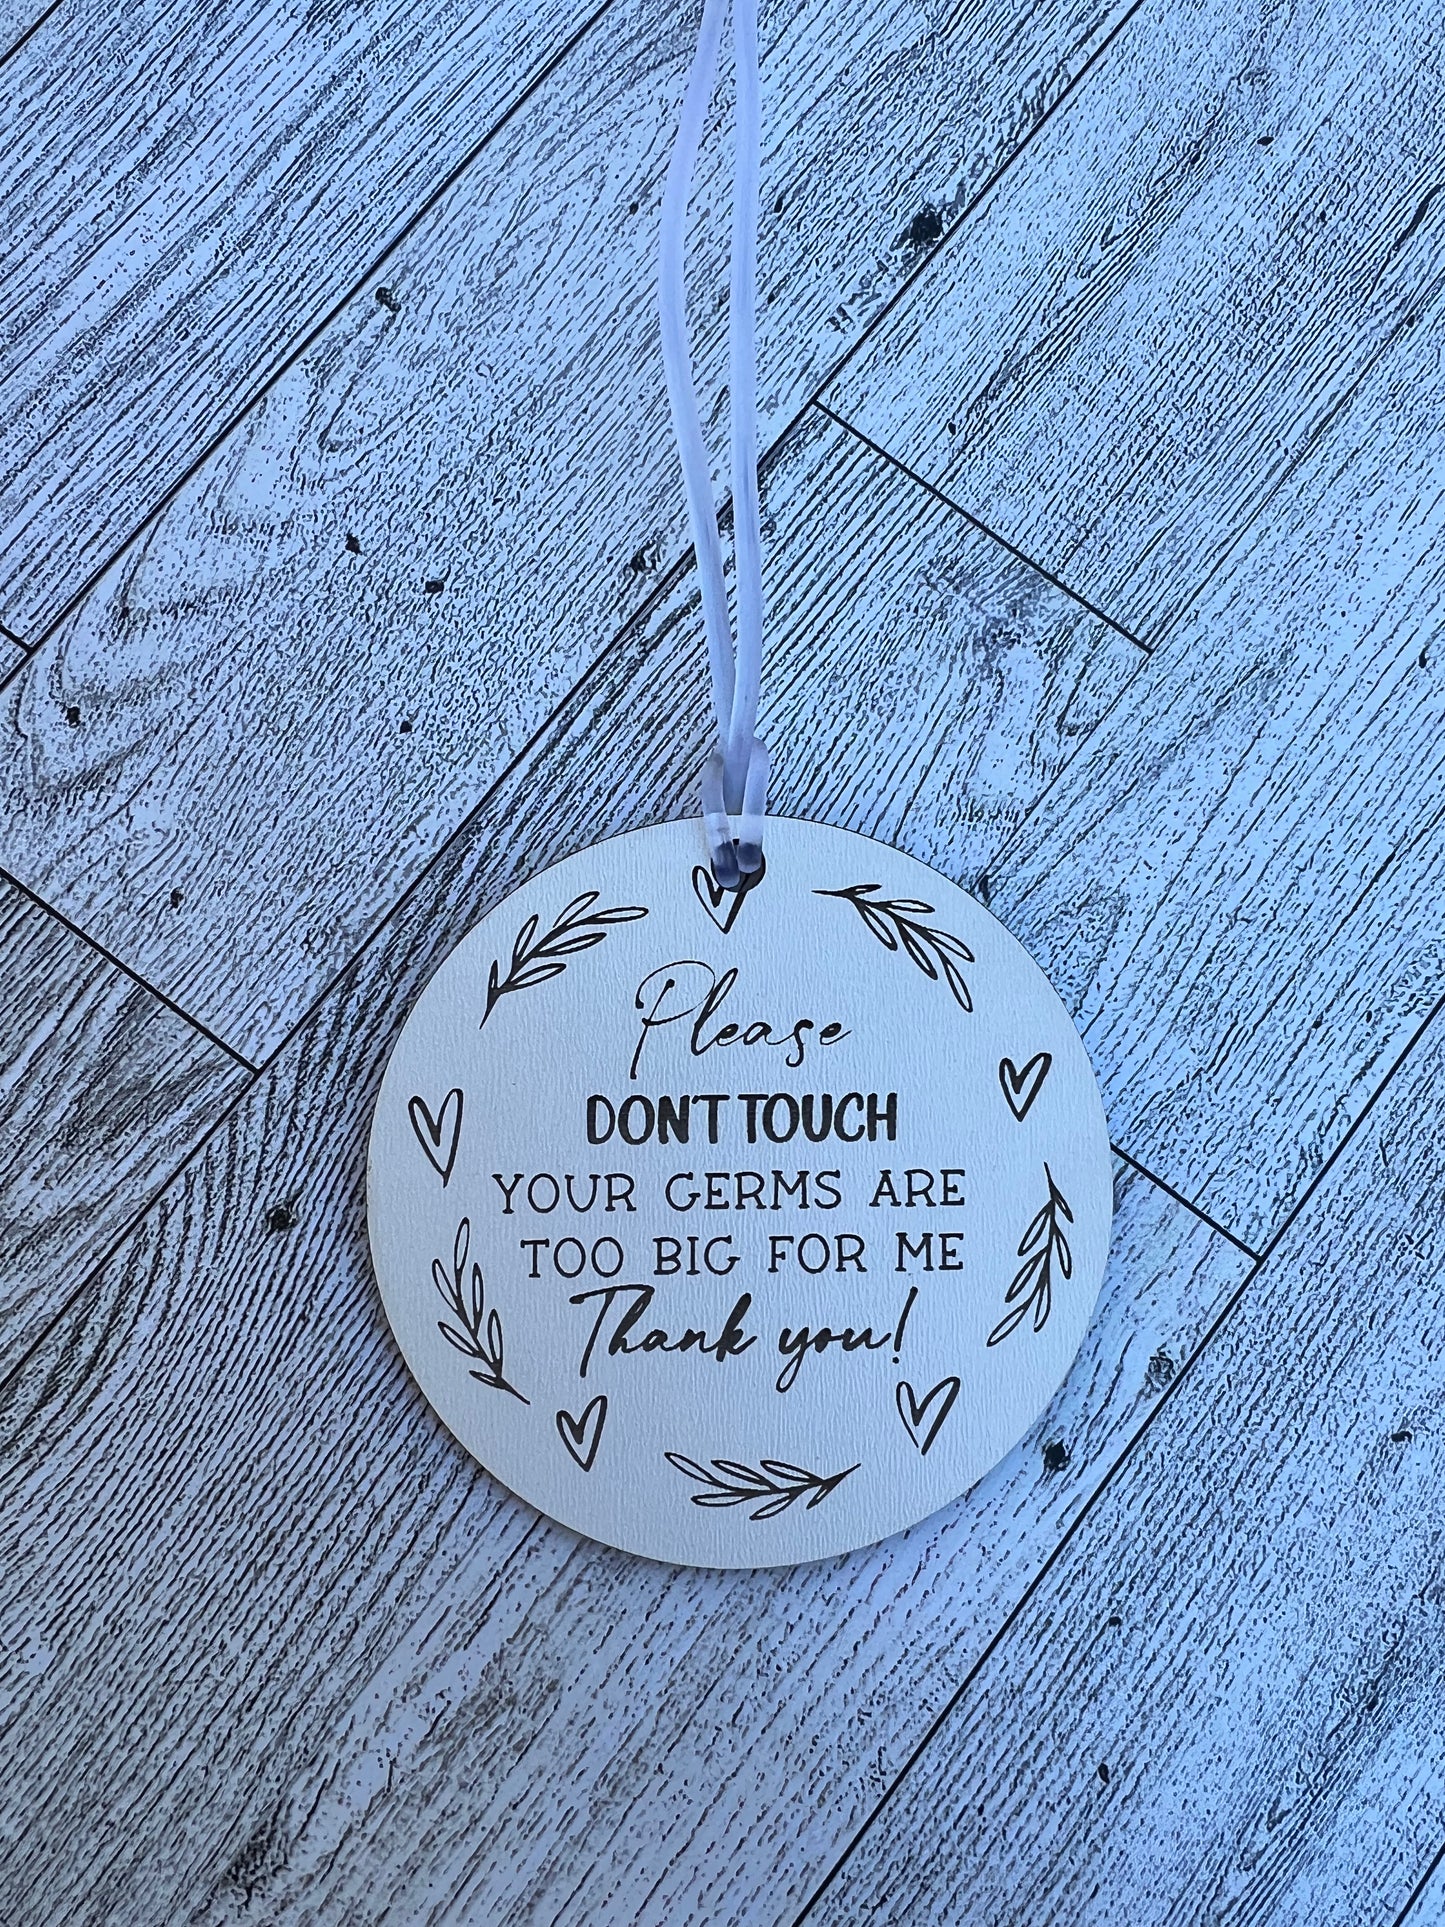 Please
DON'T TOUCH
YOUR GERMS ARE
TOO BIG FOR ME
Thank you!